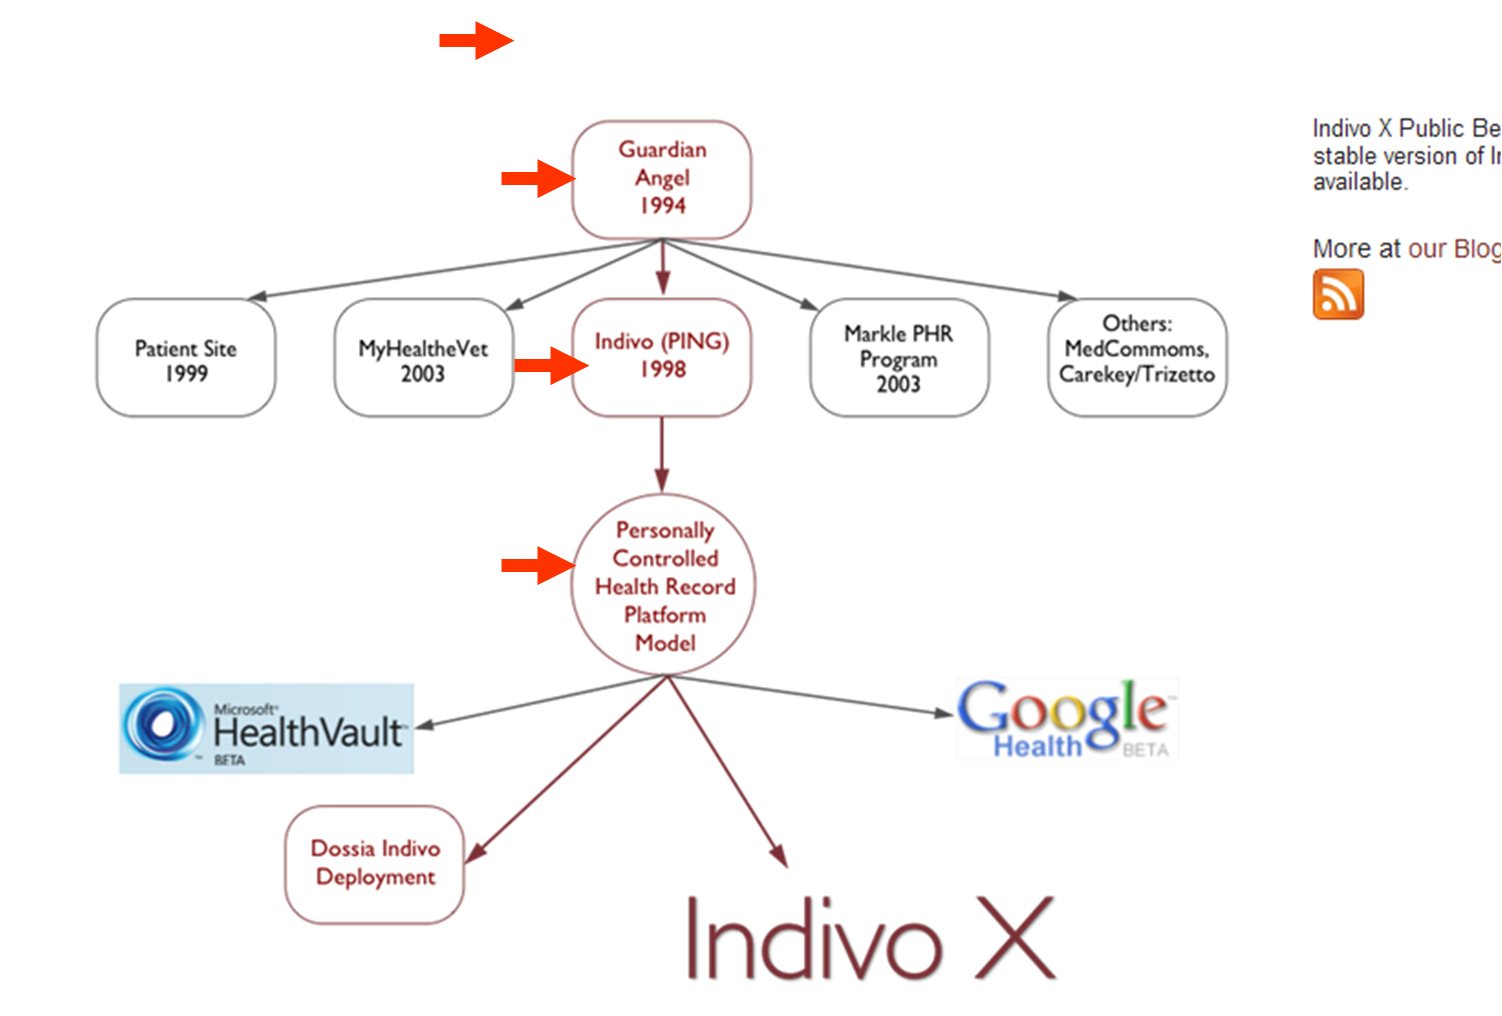 Guardian
Angel
1994
Indivo X Public Be
stable version of I
available.
More at our Blog
Patient Site
1999
MyHealtheVet
2003
Indivo (PING)
1998
Markle PHR
Program
2003
Others:
MedCommoms,
Carekey/Trizetto
Personally
Controlled
Health Record
Platform
Model
Microsoft®
HealthVault™
BETA
Google™
Health BETA
Dossia Indivo
Deployment
Indivo X